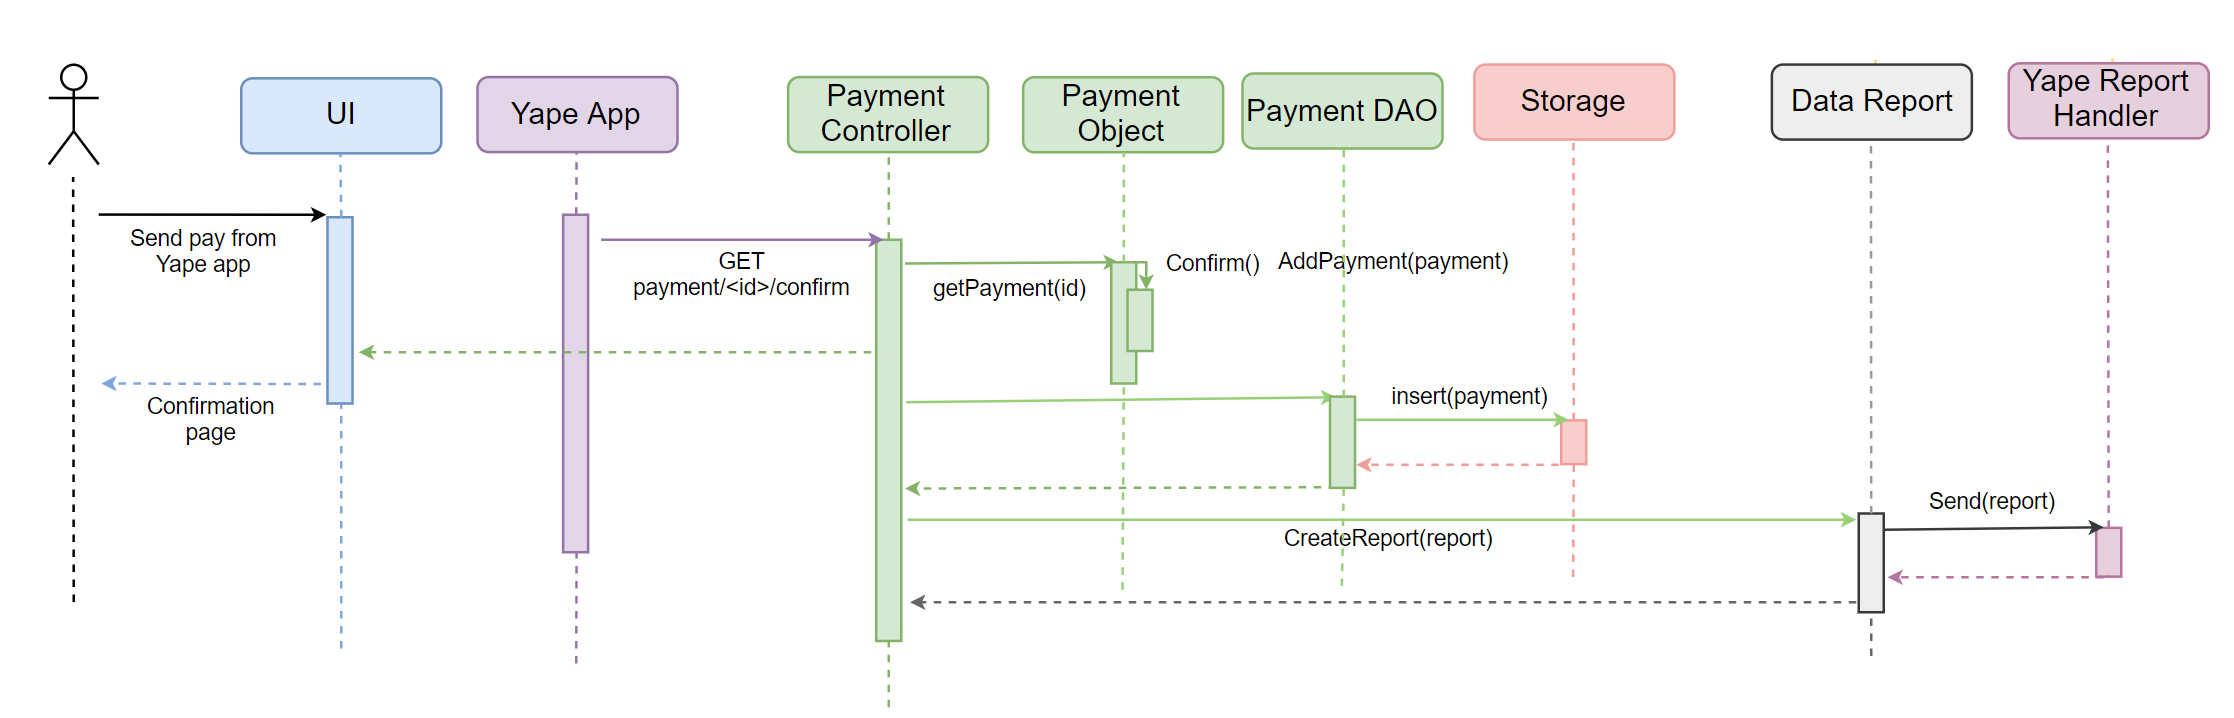 UI
Yape App
Payment
Controller
Payment
Object
Payment DAO
Storage
Data Report
Yape Report
Handler
Send pay from
Yape app
GET
payment/<id>/confirm
getPayment(id)
Confirm()
AddPayment(payment)
Confirmation
page
insert(payment)
Send(report)
CreateReport(report)